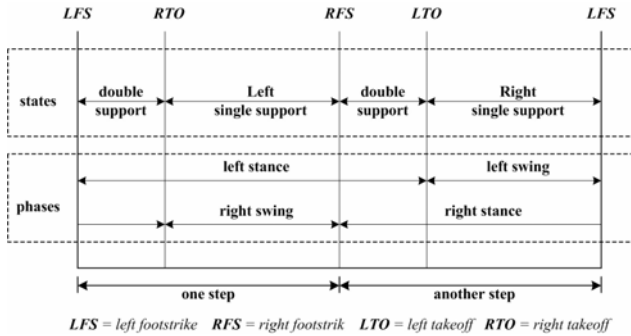 LFS RTO RFS LTO LFS
double Left double Right
states support single support support single support
left stance left swing
phases
right swing right stance
one step another step
LFS = left footstrike RFS = right footstrik LTO = left takeoff RTO = right takeoff